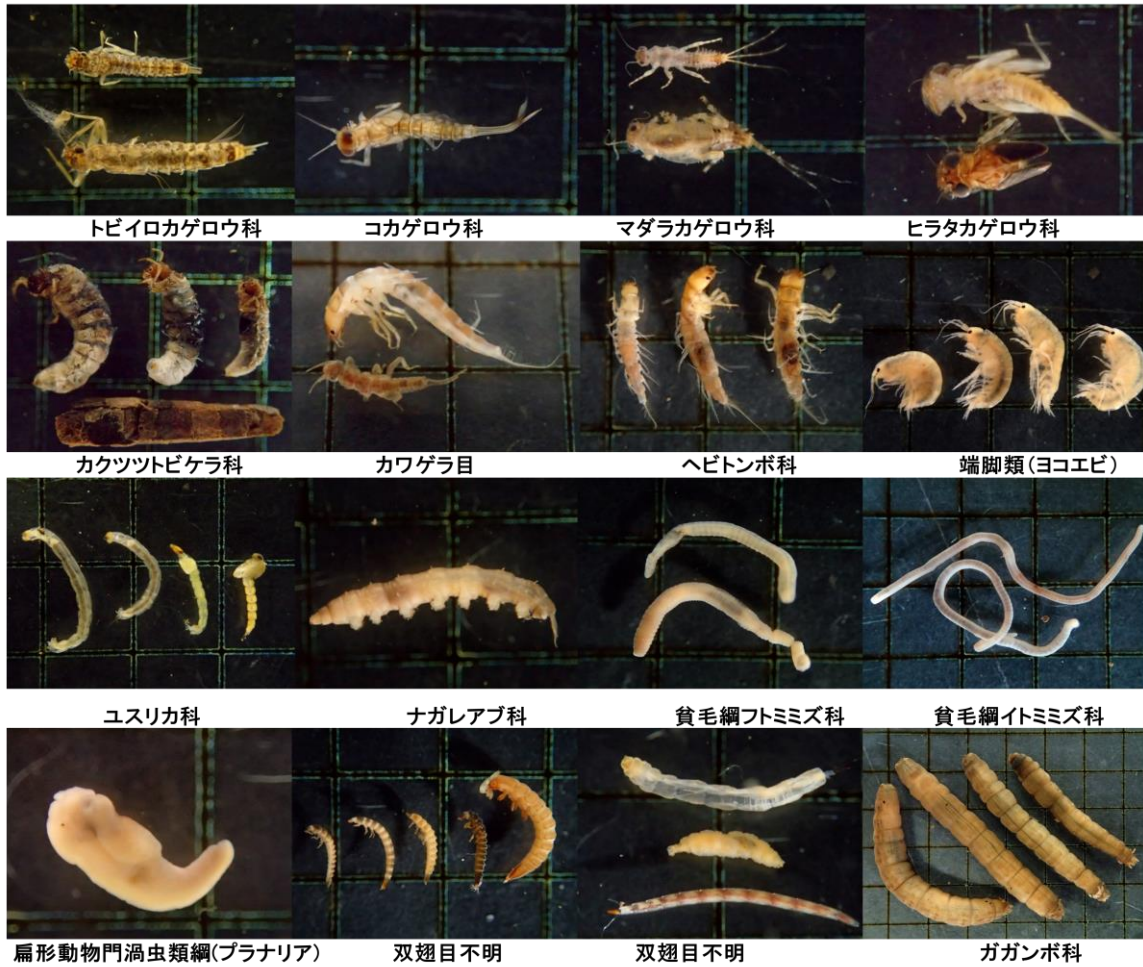 トビイロカゲロウ科
コカゲロウ科
マダラカゲロウ科
ヒラタカゲロウ科
カクツツトビケラ科
カワゲラ目
ヘビトンボ科
端脚類(ヨコエビ)
ユスリカ科
ナガレアブ科
貧毛綱フトミミズ科
貧毛綱イトミミズ科
扁形動物門渦虫類綱(プラナリア)
双翅目不明
双翅目不明
ガガンボ科